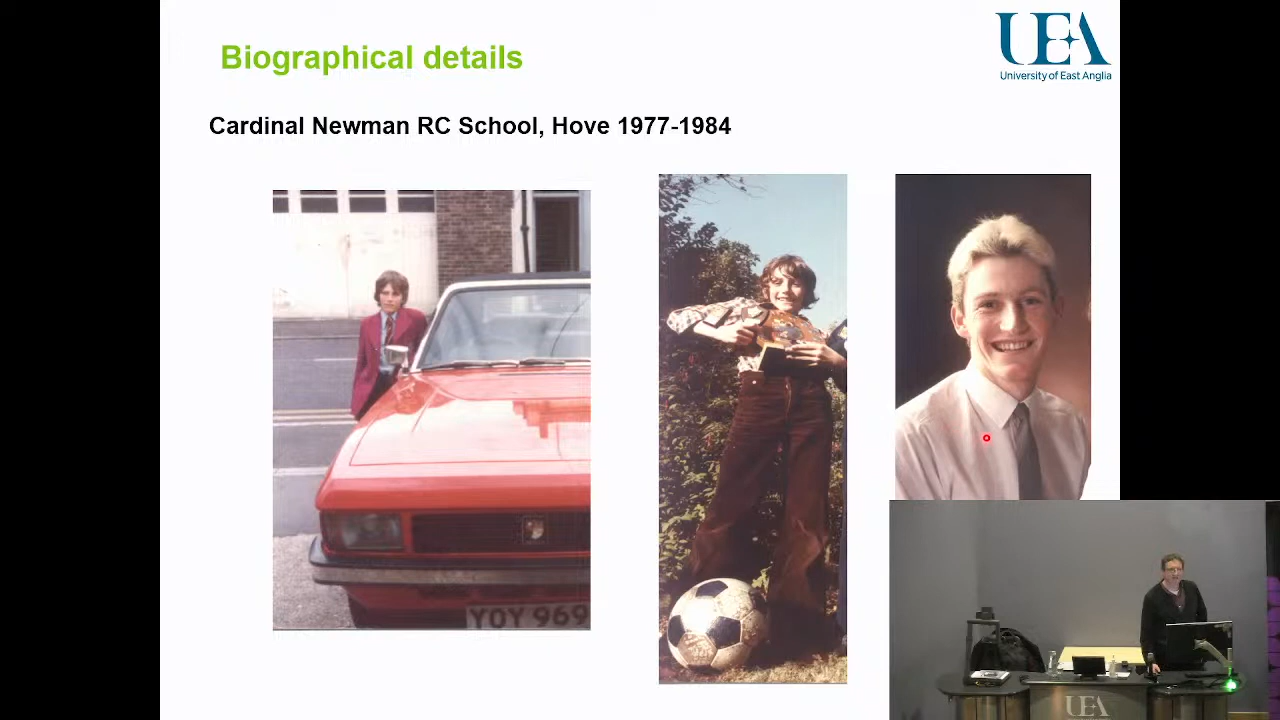 Biographical details
UEA
University of East Anglia
Cardinal Newman RC School, Hove 1977-1984
YOY 969
UEA